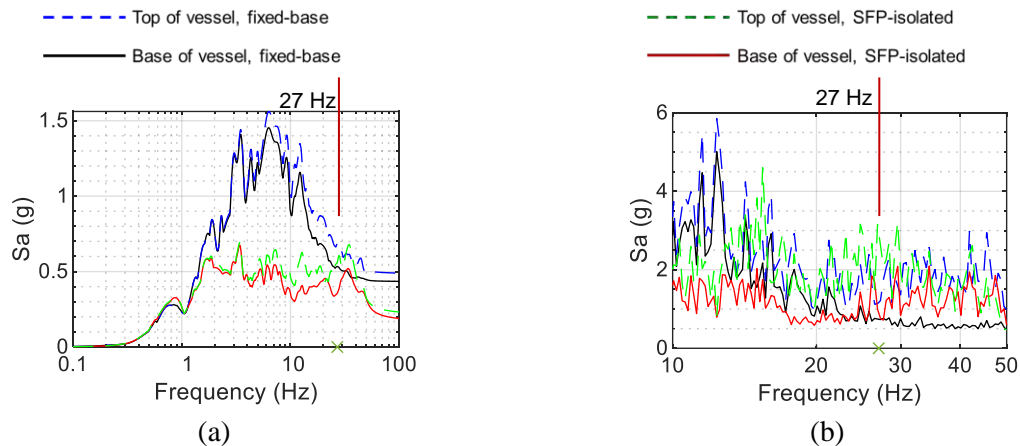 Top of vessel, fixed-base
Base of vessel, fixed-base
Top of vessel, SFP-isolated
Base of vessel, SFP-isolated
27 Hz
1.5
1
0.5
0
Sa (g)
0.1
1
10
100
Frequency (Hz)
(a)
27 Hz
6
4
2
0
Sa (g)
10
20
30
40
50
Frequency (Hz)
(b)